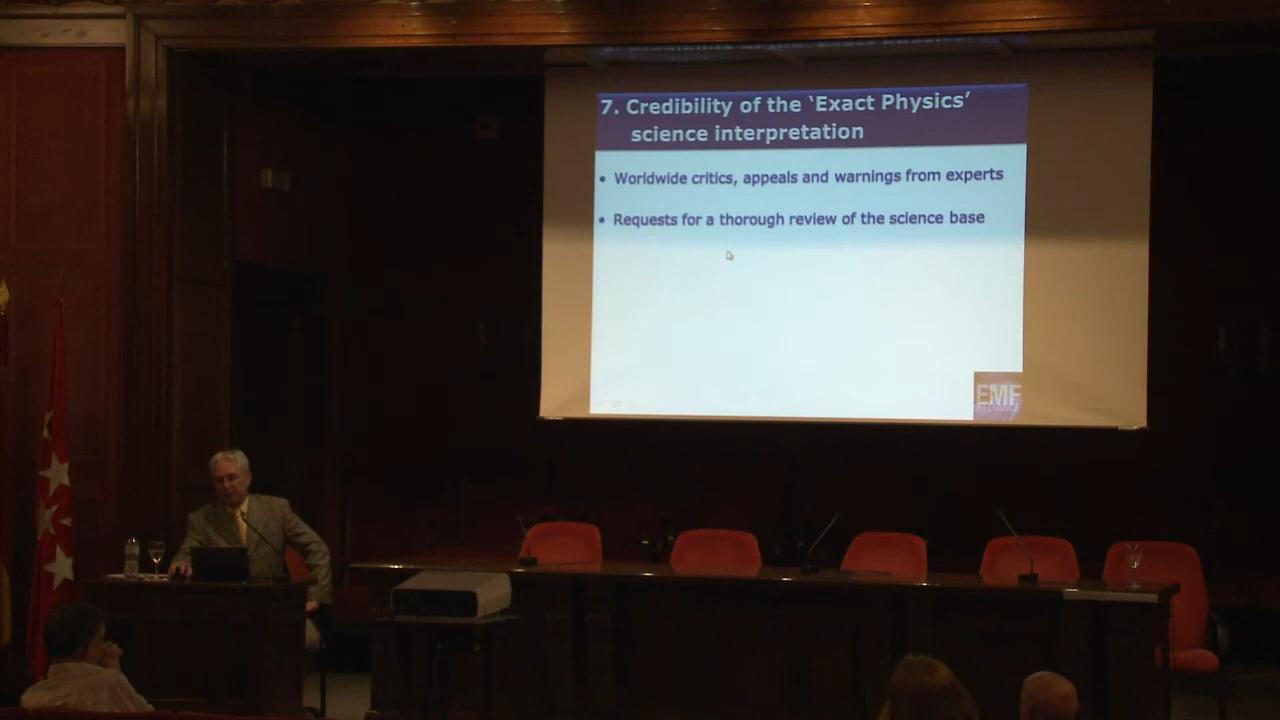 7. Credibility of the ‘Exact Physics’
science interpretation
• Worldwide critics, appeals and warnings from experts
• Requests for a thorough review of the science base
EMF
ALLIANCE